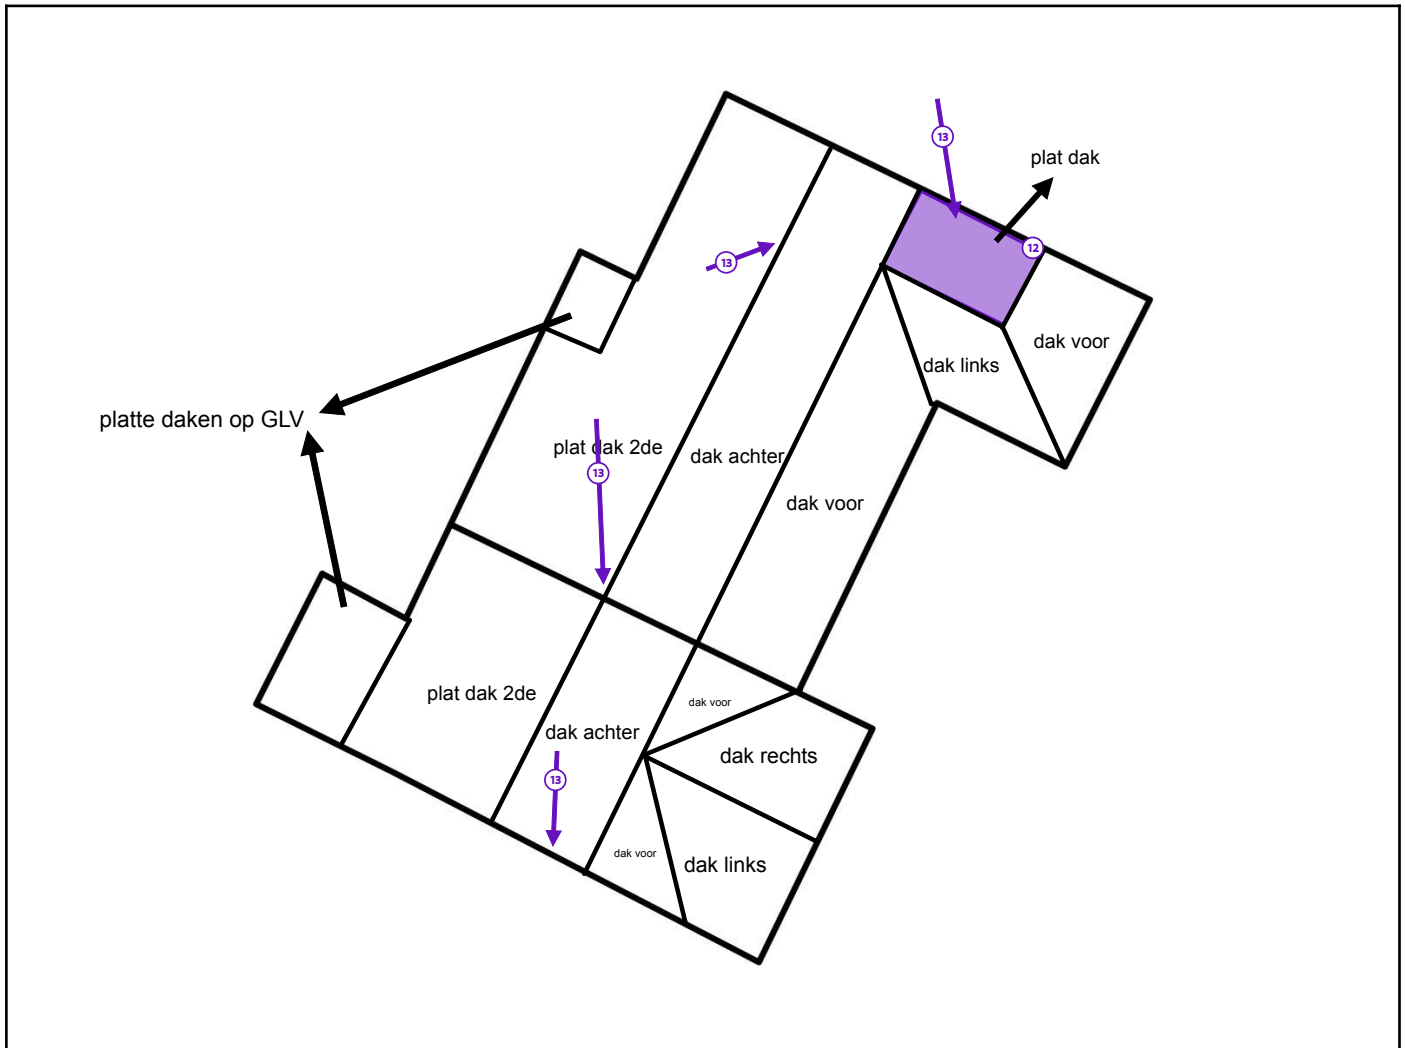 13
plat dak
12
13
dak voor
dak links
platte daken op GLV
plat dak 2de
dak achter
13
dak voor
plat dak 2de
dak voor
dak achter
dak rechts
13
dak voor
dak links